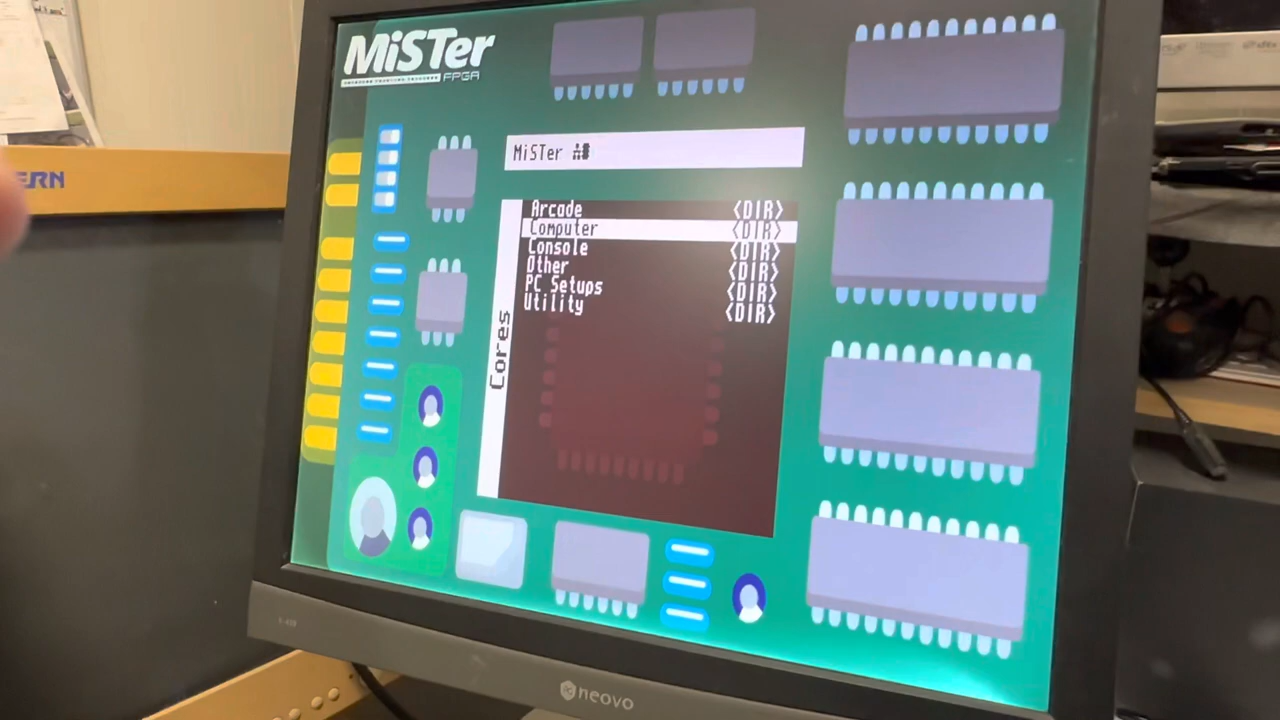 MiSTer
FPGA
ERN
MiSTer
Arcade <DIR>
Computer <DIR>
Console <DIR>
Other <DIR>
PC Setups <DIR>
Utility <DIR>
Cores
neovo